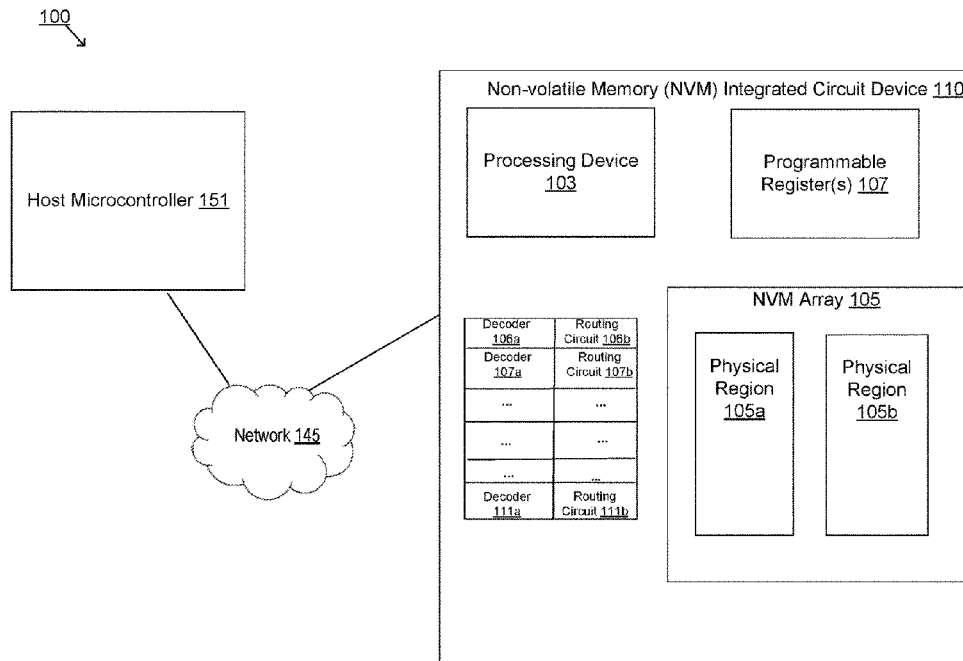 100
Non-volatile Memory (NVM) Integrated Circuit Device 110
Host Microcontroller 151
Processing Device
103
Programmable
Register(s) 107
NVM Array 105
Decoder
106a
Routing
Circuit 106b
Decoder
107a
Routing
Circuit 107b
... ...
... ...
... ...
Decoder
111a
Routing
Circuit 111b
Physical
Region
105a
Physical
Region
105b
Network 145